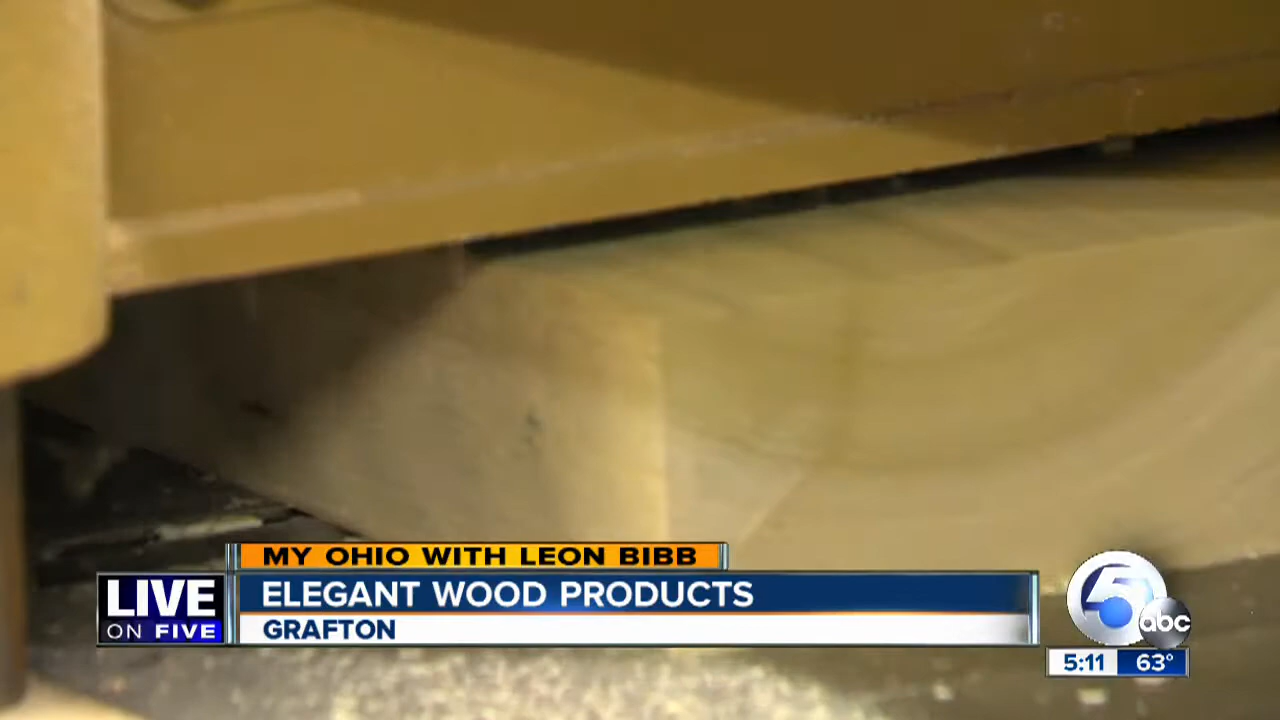 MY OHIO WITH LEON BIBB
LIVE
ON FIVE
ELEGANT WOOD PRODUCTS
GRAFTON
5
abc
5:11 63°